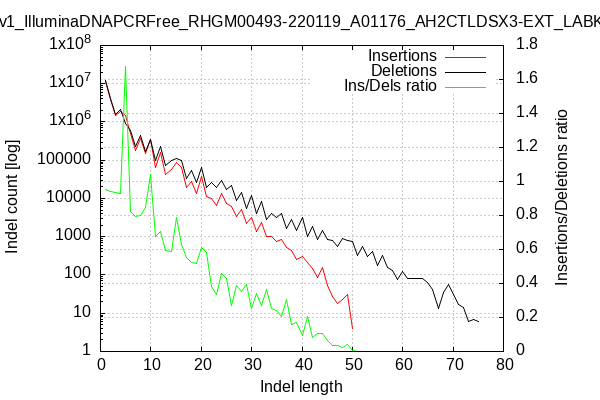 v1_IlluminaDNAPCRFree_RHGM00493-220119_A01176_AH2CTLDSX3-EXT_LABK
Insertions
Deletions
Ins/Dels ratio
Indel count [log]
1x10^8
1x10^7
1x10^6
100000
10000
1000
100
10
1
1.8
1.6
1.4
1.2
1
0.8
0.6
0.4
0.2
0
Insertions/Deletions ratio
0 10 20 30 40 50 60 70 80
Indel length